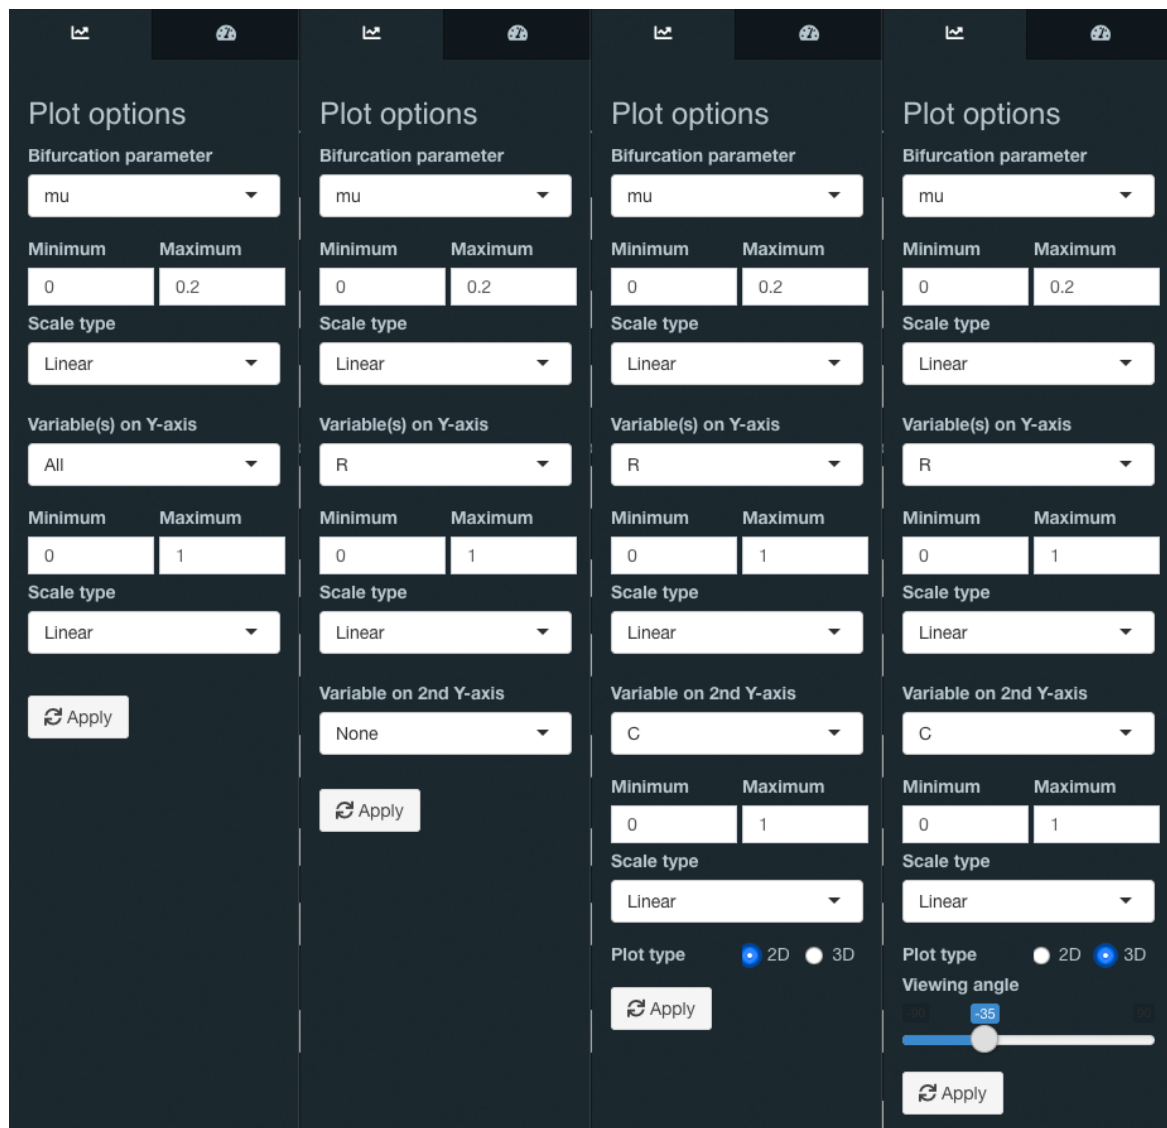 Plot options
Bifurcation parameter
mu
Minimum Maximum
0 0.2
Scale type
Linear
Variable(s) on Y-axis
All
Minimum Maximum
0 1
Scale type
Linear
Apply
Plot options
Bifurcation parameter
mu
Minimum Maximum
0 0.2
Scale type
Linear
Variable(s) on Y-axis
R
Minimum Maximum
0 1
Scale type
Linear
Variable on 2nd Y-axis
None
Apply
Plot options
Bifurcation parameter
mu
Minimum Maximum
0 0.2
Scale type
Linear
Variable(s) on Y-axis
R
Minimum Maximum
0 1
Scale type
Linear
Variable on 2nd Y-axis
C
Minimum Maximum
0 1
Scale type
Linear
Plot type 2D 3D
Apply
Plot options
Bifurcation parameter
mu
Minimum Maximum
0 0.2
Scale type
Linear
Variable(s) on Y-axis
R
Minimum Maximum
0 1
Scale type
Linear
Variable on 2nd Y-axis
C
Minimum Maximum
0 1
Scale type
Linear
Plot type 2D 3D
Viewing angle
-90 -35 90
Apply